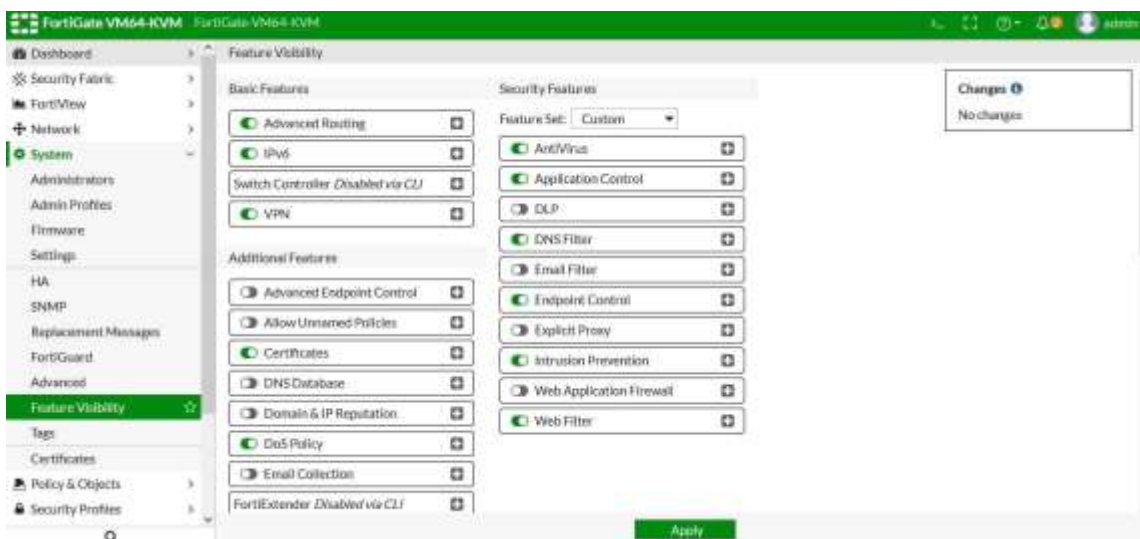 FortiGate VM64-KVM FortiGate-VM64-KVM
admin
Dashboard
Security Fabric
FortiView
Network
System
Administrators
Admin Profiles
Firmware
Settings
HA
SNMP
Replacement Messages
FortiGuard
Advanced
Feature Visibility
Tags
Certificates
Policy & Objects
Security Profiles
Feature Visibility
Basic Features
Advanced Routing
IPv6
Switch Controller Disabled via CLI
VPN
Additional Features
Advanced Endpoint Control
Allow Unnamed Policies
Certificates
DNS Database
Domain & IP Reputation
DoS Policy
Email Collection
FortiExtender Disabled via CLI
Security Features
Feature Set: Custom
AntiVirus
Application Control
DLP
DNS Filter
Email Filter
Endpoint Control
Explicit Proxy
Intrusion Prevention
Web Application Firewall
Web Filter
Changes
No changes
Apply